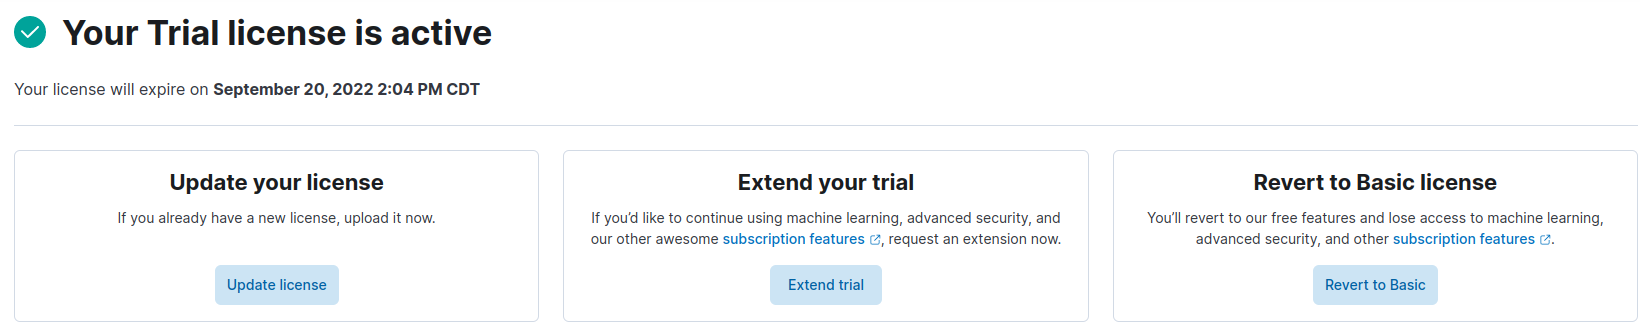 Your Trial license is active
Your license will expire on September 20, 2022 2:04 PM CDT
Update your license
If you already have a new license, upload it now.
Update license
Extend your trial
If you’d like to continue using machine learning, advanced security, and
our other awesome subscription features, request an extension now.
Extend trial
Revert to Basic license
You’ll revert to our free features and lose access to machine learning,
advanced security, and other subscription features.
Revert to Basic